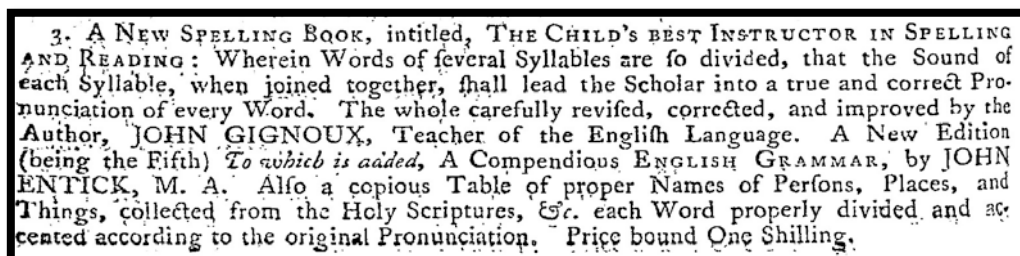 3. A NEW SPELLING BOOK, intitled, THE CHILD'S BEST INSTRUCTOR IN SPELLING
AND READING: Wherein Words of ſeveral Syllables are ſo divided, that the Sound of
each Syllable, when joined together, ſhall lead the Scholar into a true and correct Pro-
nunciation of every Word. The whole carefully reviſed, corrected, and improved by the
Author, JOHN GIGNOUX, Teacher of the Engliſh Language. A New Edition
(being the Fifth) To which is added, A Compendious ENGLISH GRAMMAR, by JOHN
ENTICK, M. A. Alſo a copious Table of proper Names of Perſons, Places, and
Things, collected from the Holy Scriptures, &c. each Word properly divided and ac-
cented according to the original Pronunciation. Price bound One Shilling.